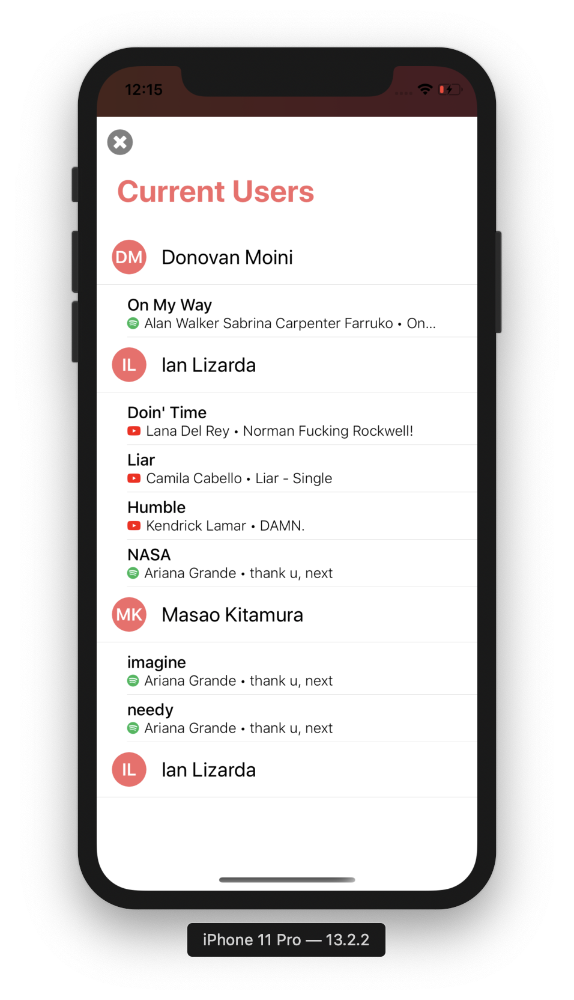 12:15
Current Users
DM Donovan Moini
On My Way
Alan Walker Sabrina Carpenter Farruko • On...
IL Ian Lizarda
Doin' Time
Lana Del Rey • Norman Fucking Rockwell!
Liar
Camila Cabello • Liar - Single
Humble
Kendrick Lamar • DAMN.
NASA
Ariana Grande • thank u, next
MK Masao Kitamura
imagine
Ariana Grande • thank u, next
needy
Ariana Grande • thank u, next
IL Ian Lizarda
iPhone 11 Pro — 13.2.2